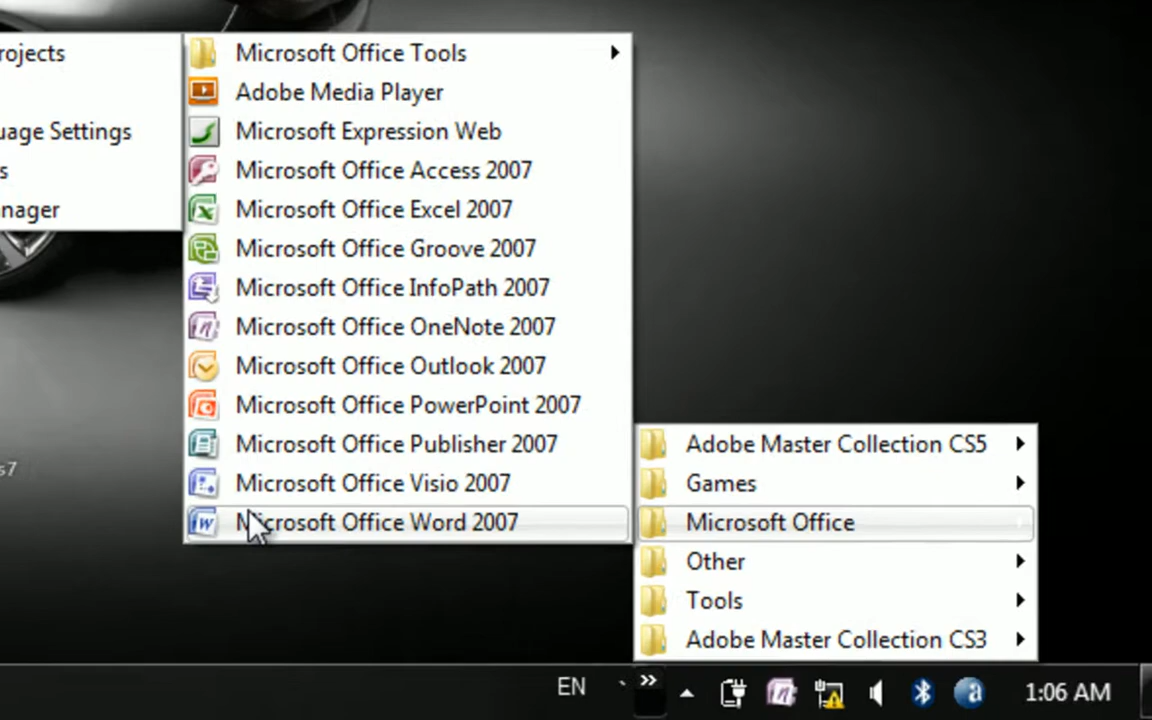 rojects
uage Settings
s
nager
Microsoft Office Tools
Adobe Media Player
Microsoft Expression Web
Microsoft Office Access 2007
Microsoft Office Excel 2007
Microsoft Office Groove 2007
Microsoft Office InfoPath 2007
Microsoft Office OneNote 2007
Microsoft Office Outlook 2007
Microsoft Office PowerPoint 2007
Microsoft Office Publisher 2007
Microsoft Office Visio 2007
Microsoft Office Word 2007
s7
Adobe Master Collection CS5
Games
Microsoft Office
Other
Tools
Adobe Master Collection CS3
EN
1:06 AM